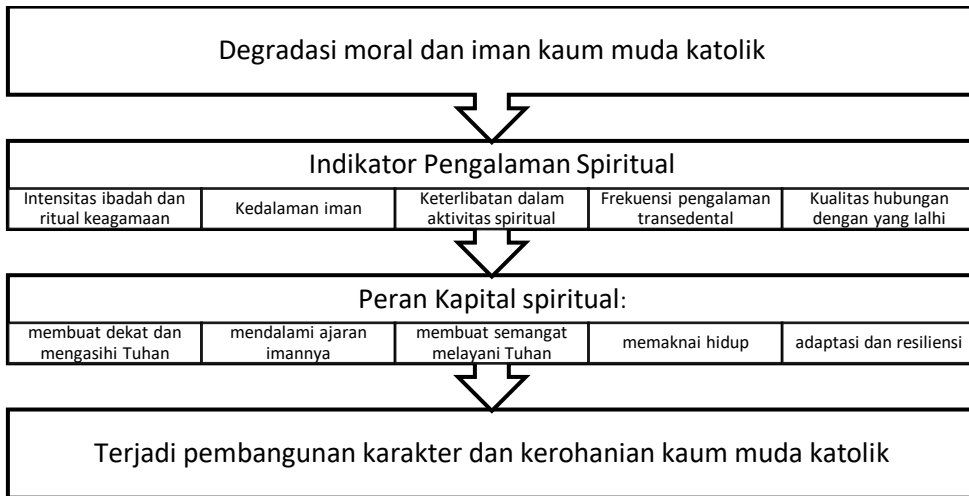 Degradasi moral dan iman kaum muda katolik
Indikator Pengalaman Spiritual
Intensitas ibadah dan
ritual keagamaan
Kedalaman iman
Keterlibatan dalam
aktivitas spiritual
Frekuensi pengalaman
transedental
Kualitas hubungan
dengan yang Ialhi
Peran Kapital spiritual:
membuat dekat dan
mengasihi Tuhan
mendalami ajaran
imannya
membuat semangat
melayani Tuhan
memaknai hidup
adaptasi dan resiliensi
Terjadi pembangunan karakter dan kerohanian kaum muda katolik